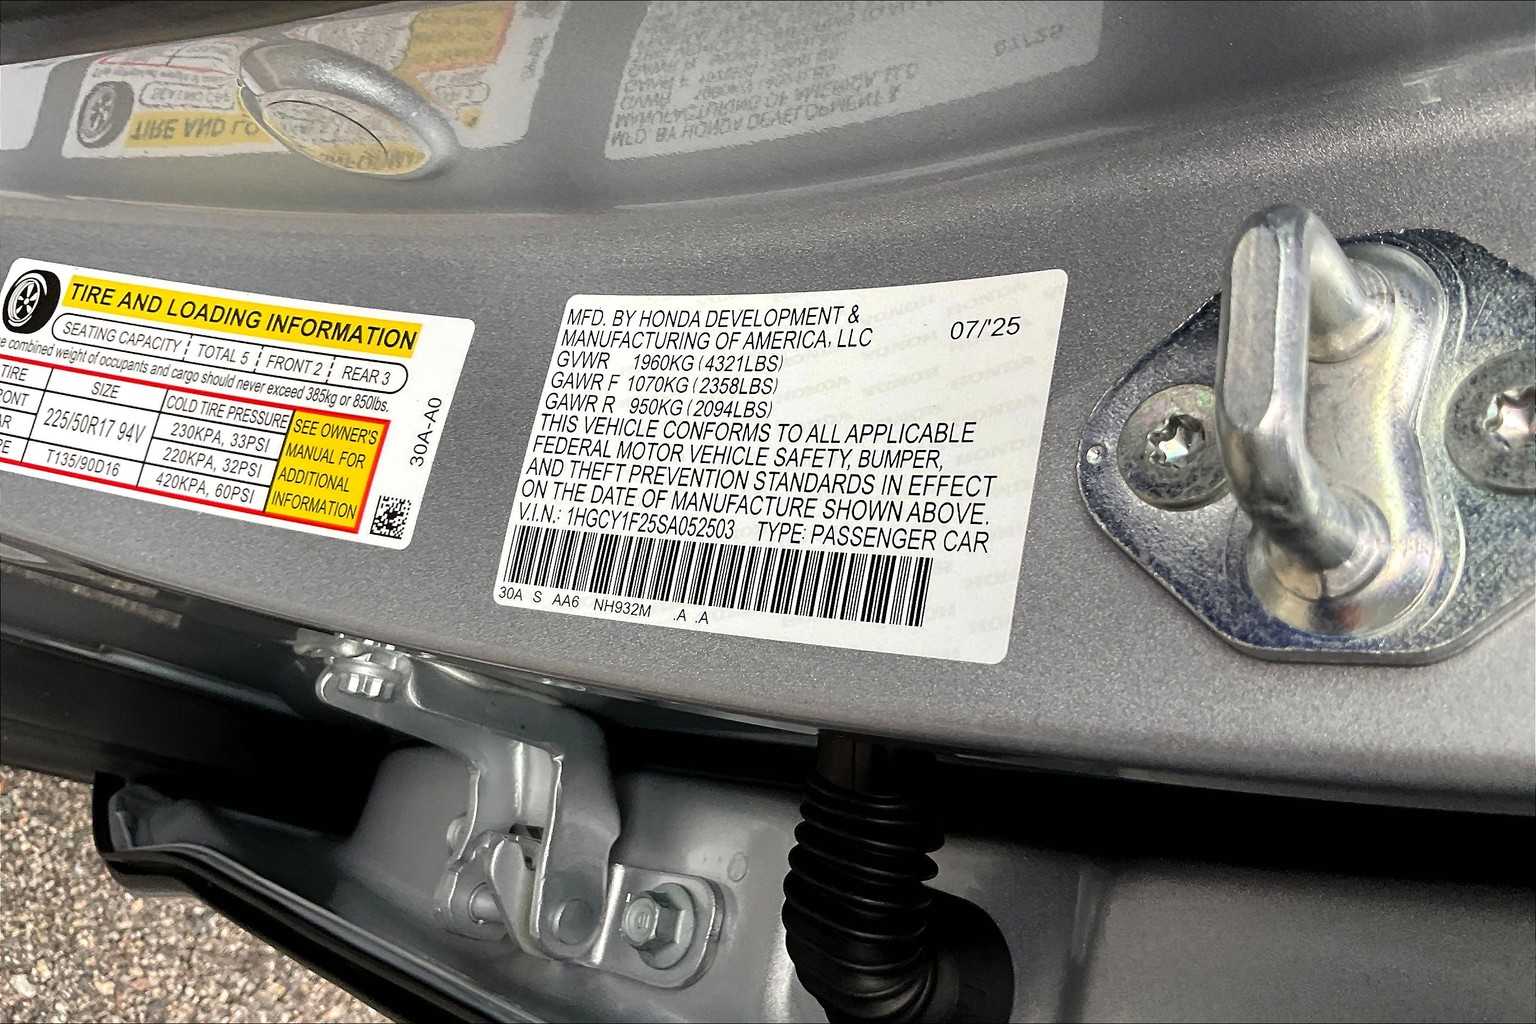 TIRE AND LOADING INFORMATION
SEATING CAPACITY TOTAL 5 FRONT 2 REAR 3
combined weight of occupants and cargo should never exceed 385kg or 850lbs.
TIRE SIZE COLD TIRE PRESSURE
225/50R17 94V 230KPA, 33PSI
220KPA, 32PSI
T135/90D16 420KPA, 60PSI
SEE OWNER'S
MANUAL FOR
ADDITIONAL
INFORMATION
30A-A0
MFD. BY HONDA DEVELOPMENT &
MANUFACTURING OF AMERICA, LLC 07/'25
GVWR 1960KG (4321LBS)
GAWR F 1070KG (2358LBS)
GAWR R 950KG (2094LBS)
THIS VEHICLE CONFORMS TO ALL APPLICABLE
FEDERAL MOTOR VEHICLE SAFETY, BUMPER,
AND THEFT PREVENTION STANDARDS IN EFFECT
ON THE DATE OF MANUFACTURE SHOWN ABOVE.
V.I.N.: 1HGCY1F25SA052503 TYPE: PASSENGER CAR
30A S AA6 NH932M .A .A